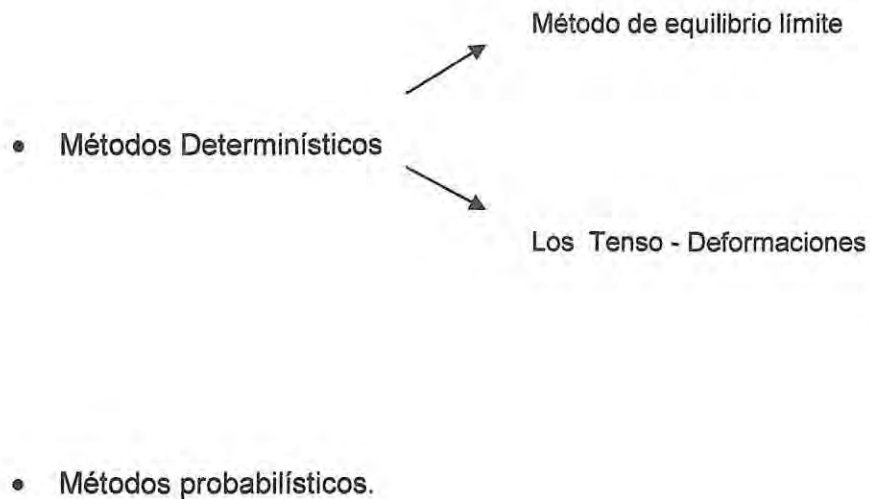 Método de equilibrio límite
• Métodos Determinísticos
Los Tenso - Deformaciones
• Métodos probabilísticos.